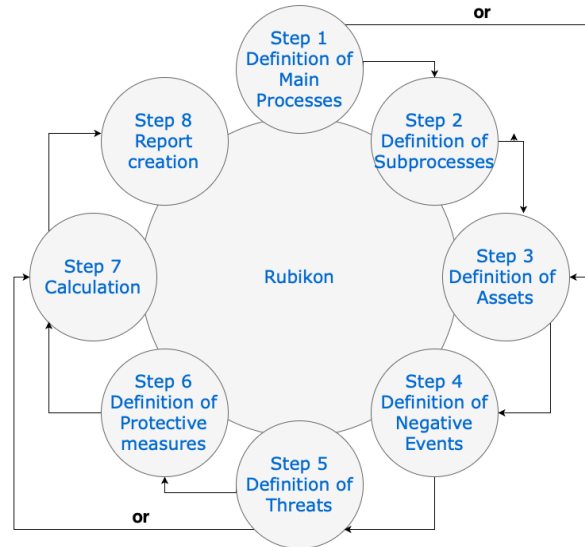 or
Step 1
Definition of
Main
Processes
Step 2
Definition of
Subprocesses
Step 3
Definition of
Assets
Step 4
Definition of
Negative
Events
Step 5
Definition of
Threats
or
Step 6
Definition of
Protective
measures
Step 7
Calculation
Step 8
Report
creation
Rubikon